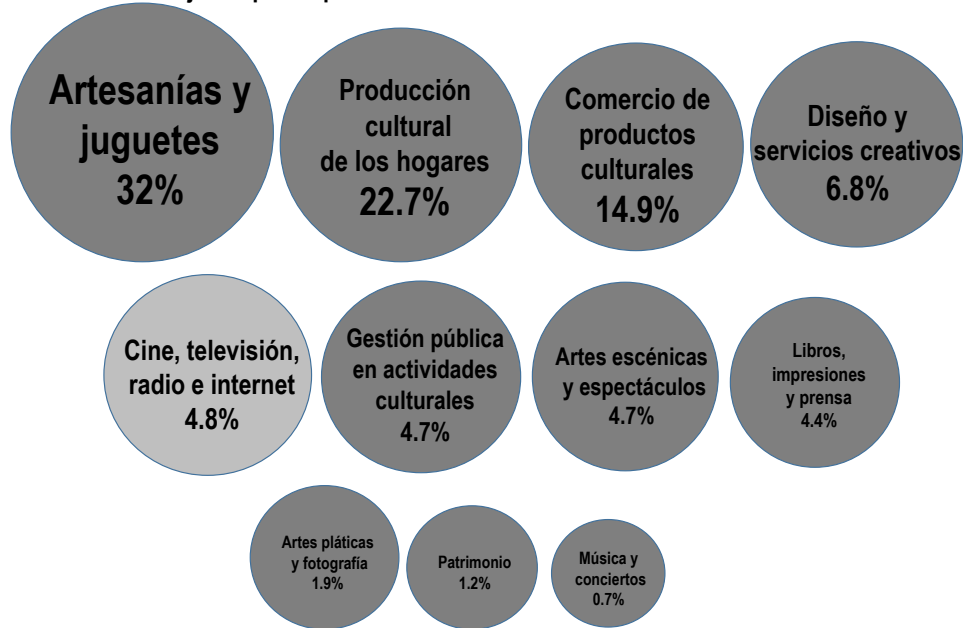 Artesanías y
juguetes
32%
Producción
cultural
de los hogares
22.7%
Comercio de
productos
culturales
14.9%
Diseño y
servicios creativos
6.8%
Cine, televisión,
radio e internet
4.8%
Gestión pública
en actividades
culturales
4.7%
Artes escénicas
y espectáculos
4.7%
Libros,
impresiones
y prensa
4.4%
Artes pláticas
y fotografía
1.9%
Patrimonio
1.2%
Música y
conciertos
0.7%